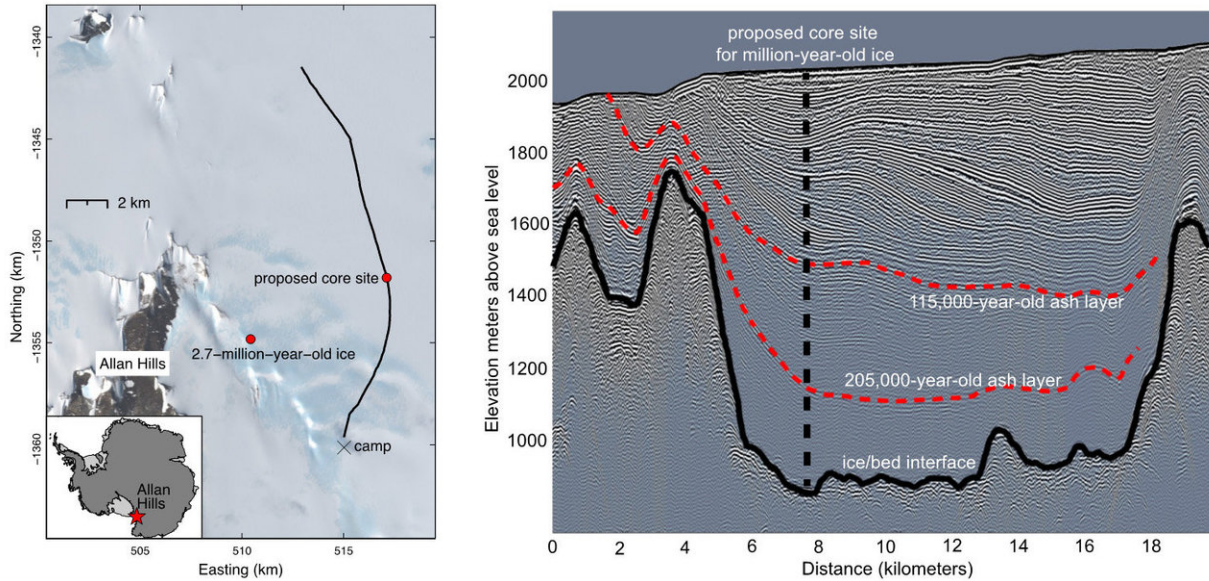 −1340
−1345
−1350
−1355
−1360
Northing (km)
2 km
proposed core site
2.7−million−year−old ice
Allan Hills
camp
Allan
Hills
505
510
515
Easting (km)
proposed core site
for million-year-old ice
2000
1800
1600
1400
1200
1000
Elevation meters above sea level
115,000-year-old ash layer
205,000-year-old ash layer
ice/bed interface
0 2 4 6 8 10 12 14 16 18
Distance (kilometers)